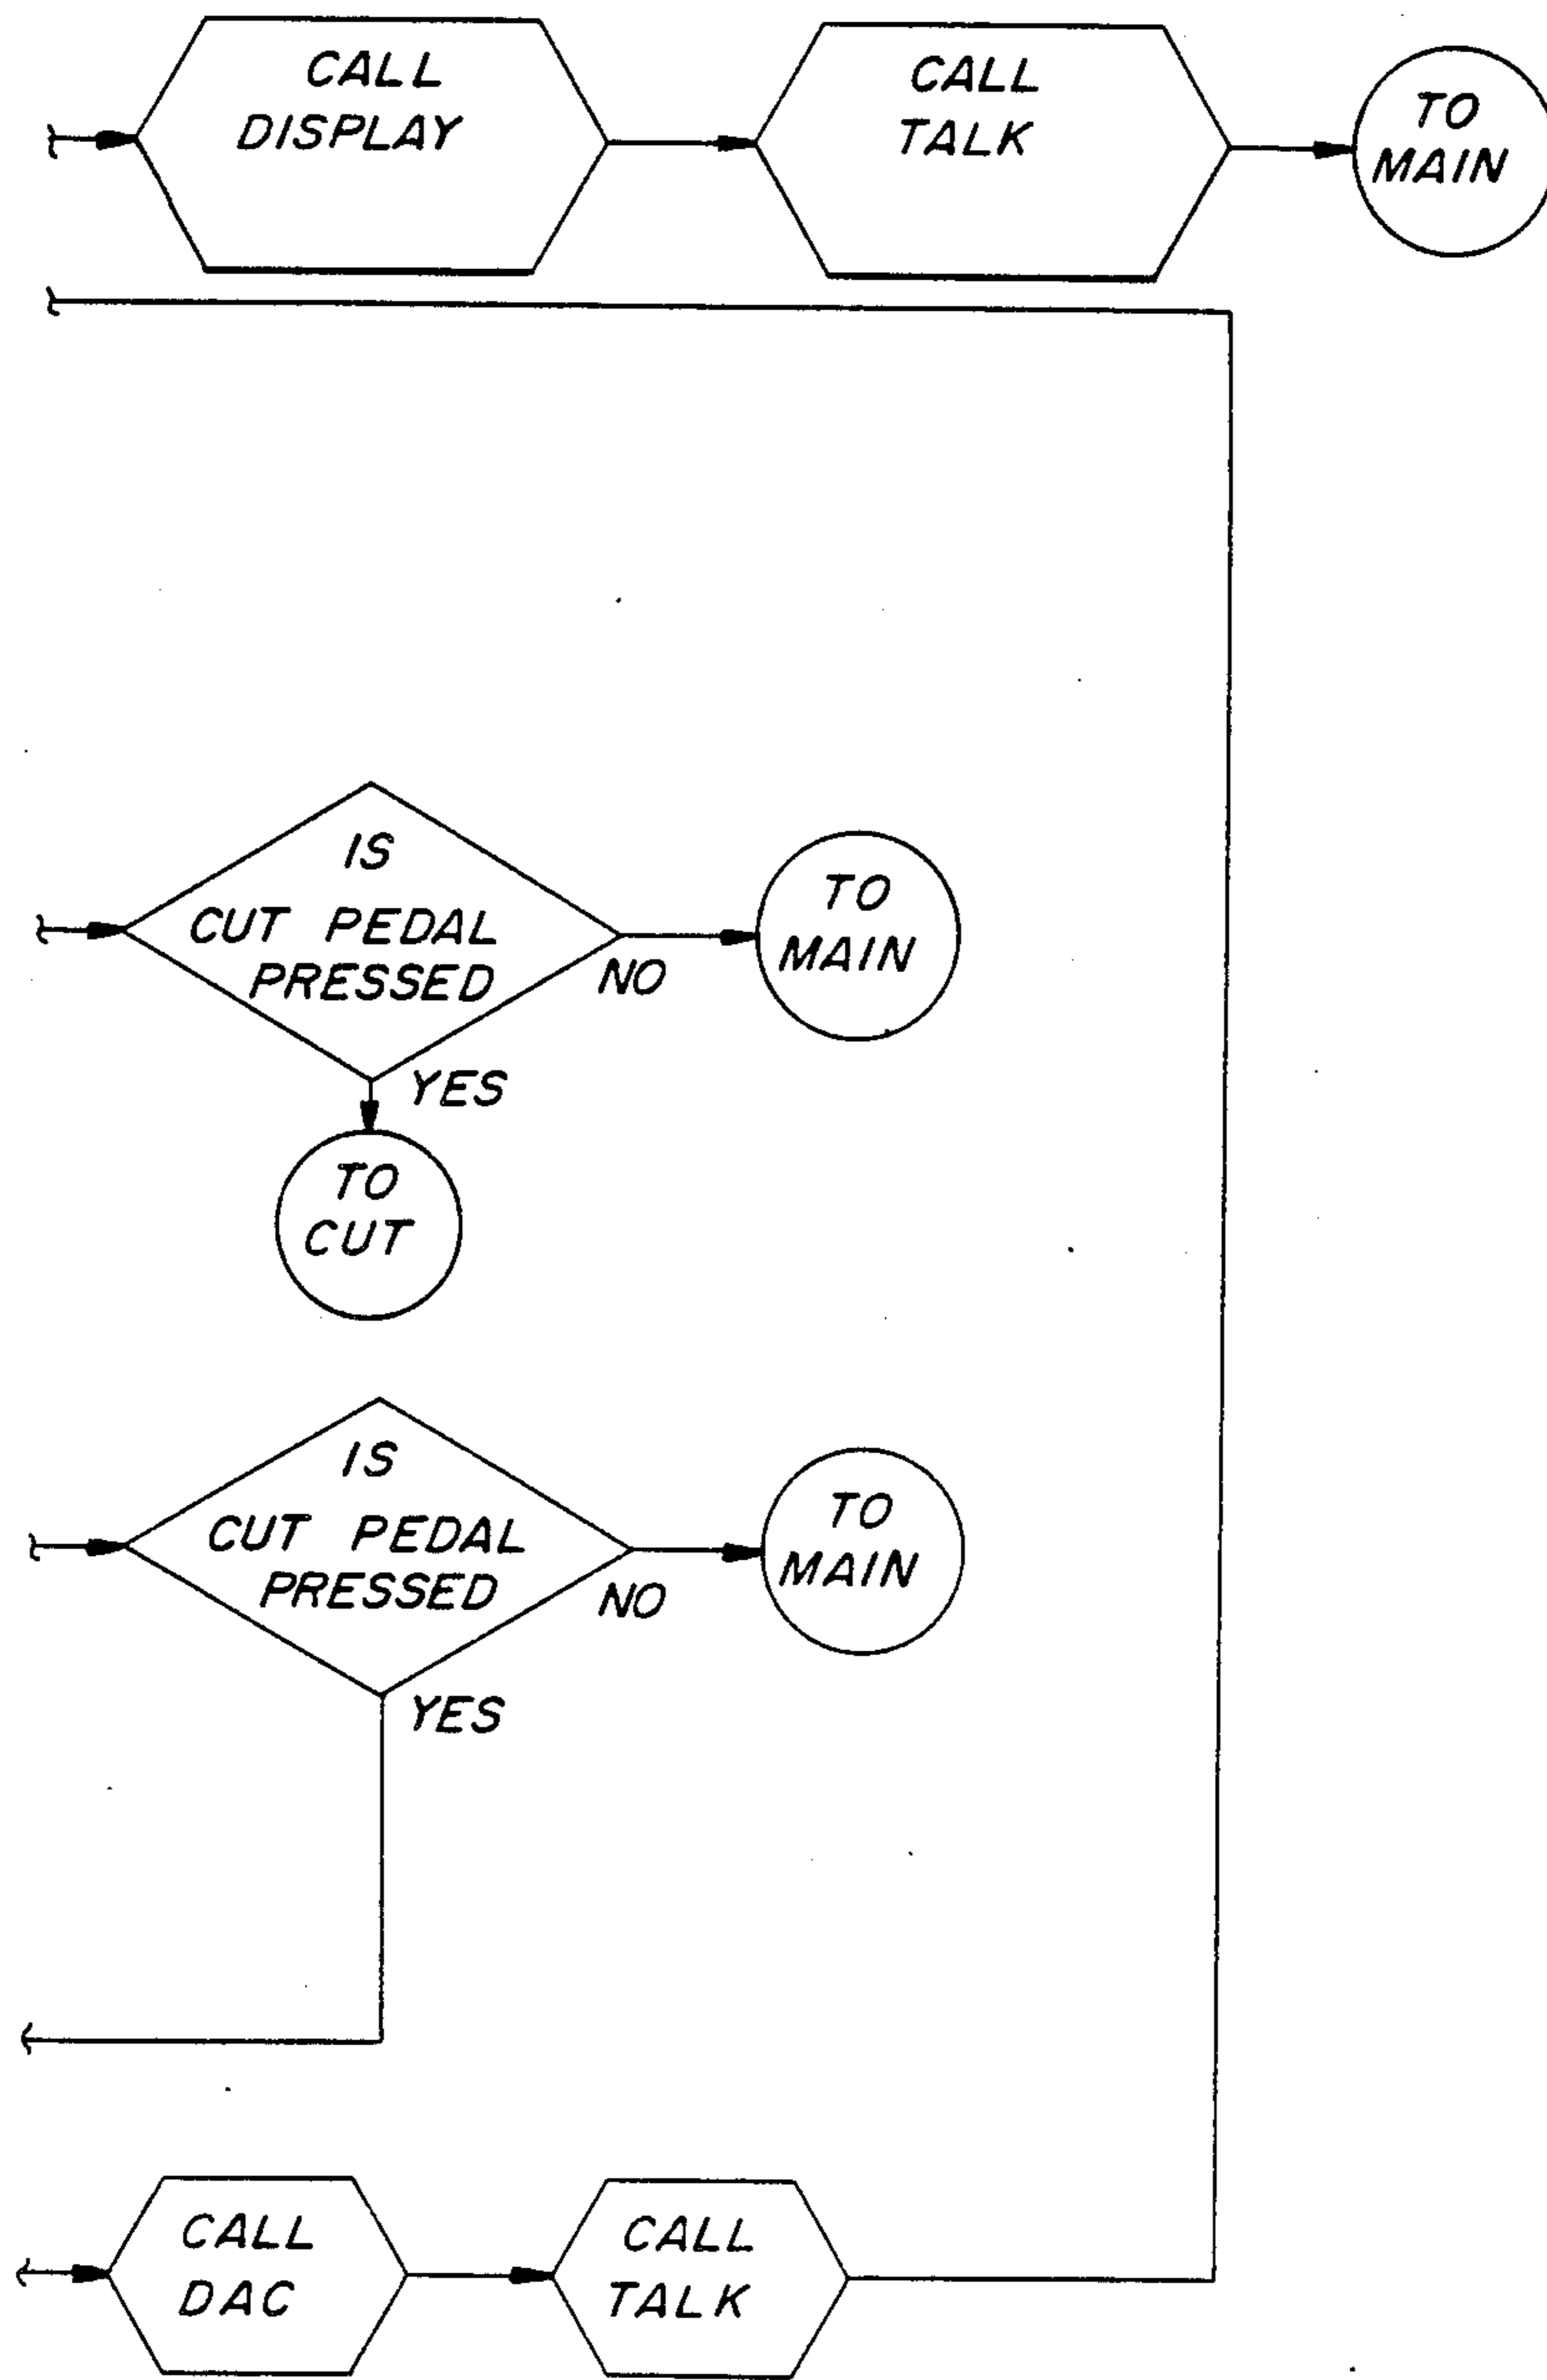 CALL
DISPLAY
CALL
TALK
TO
MAIN
IS
CUT PEDAL
PRESSED
NO
TO
MAIN
YES
TO
CUT
IS
CUT PEDAL
PRESSED
NO
TO
MAIN
YES
CALL
DAC
CALL
TALK